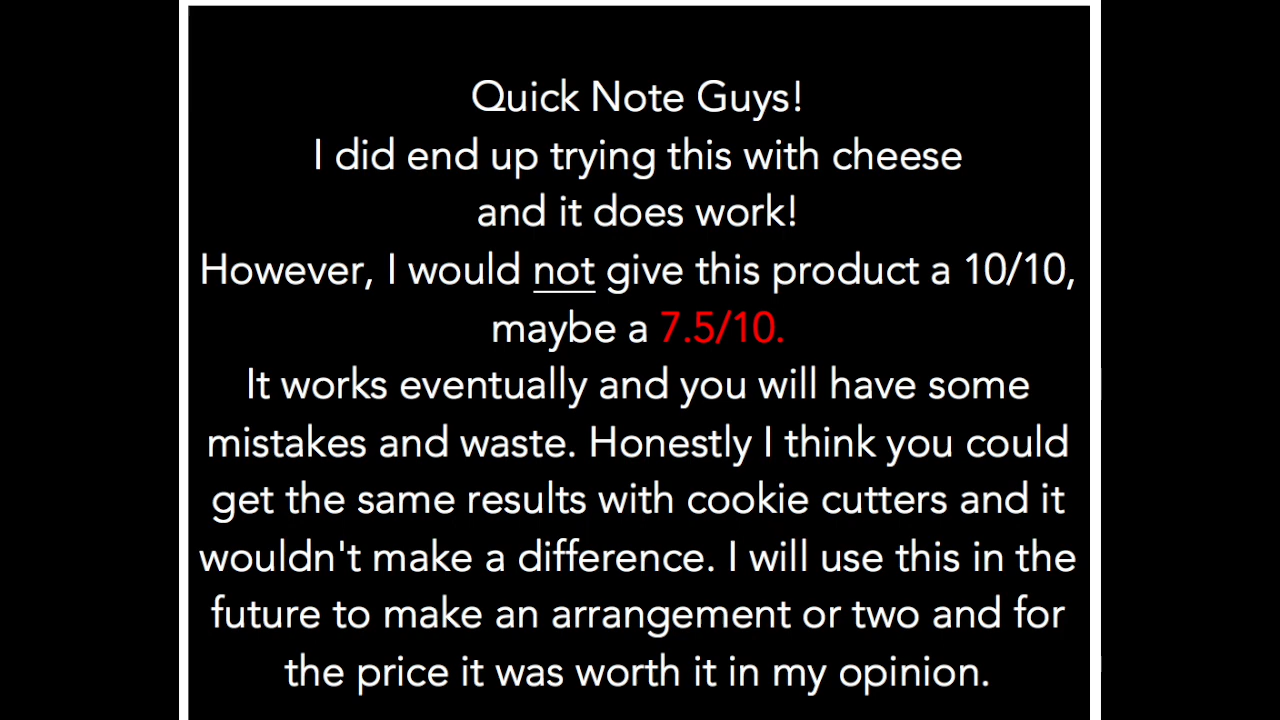 Quick Note Guys!
I did end up trying this with cheese
and it does work!
However, I would not give this product a 10/10,
maybe a 7.5/10.
It works eventually and you will have some
mistakes and waste. Honestly I think you could
get the same results with cookie cutters and it
wouldn't make a difference. I will use this in the
future to make an arrangement or two and for
the price it was worth it in my opinion.